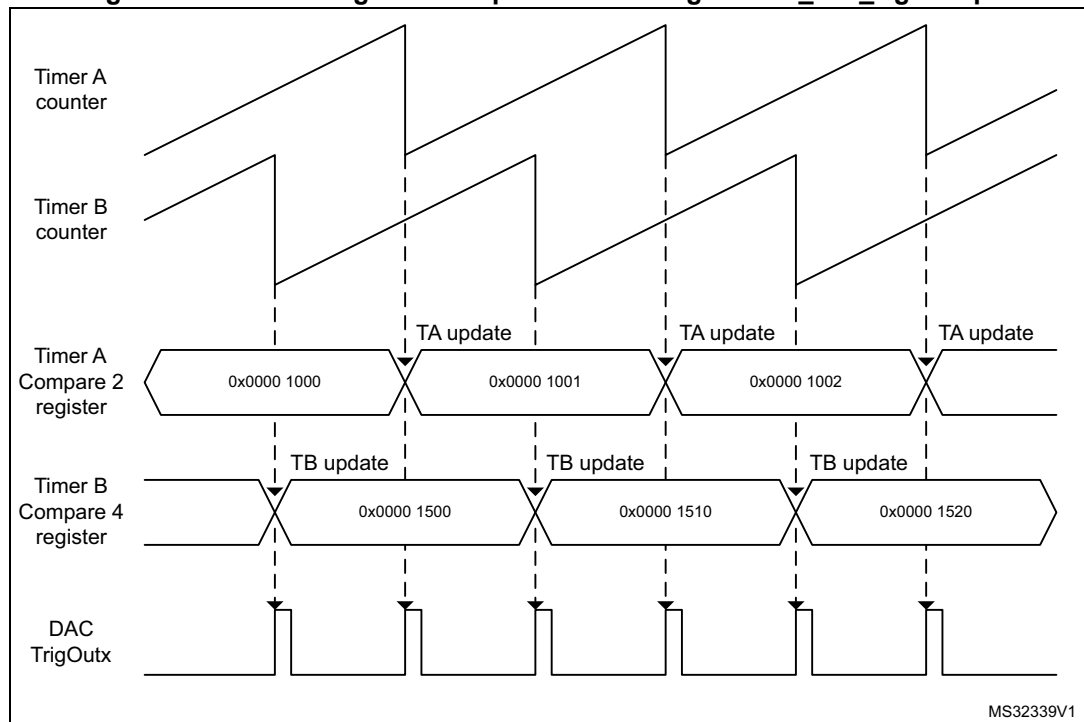 Timer A
counter
Timer B
counter
TA update TA update TA update
Timer A
Compare 2
register
0x0000 1000 0x0000 1001 0x0000 1002
TB update TB update TB update
Timer B
Compare 4
register
0x0000 1500 0x0000 1510 0x0000 1520
DAC
TrigOutx
MS32339V1